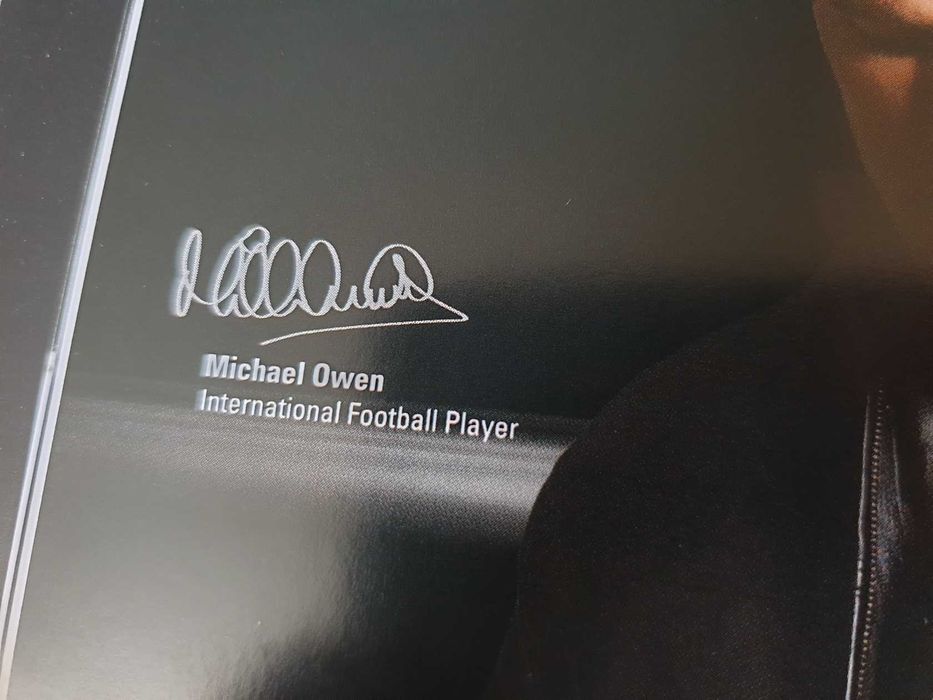 Michael Owen
International Football Player